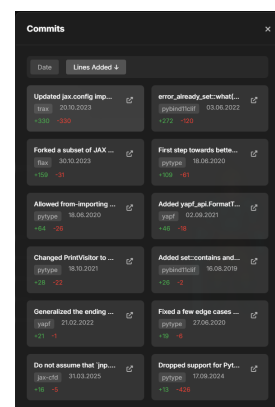 Commits
Date Lines Added ↓
Updated jax.config imp...
trax 20.10.2023
+330 -330
error_already_set::what(...
pybind11clif 03.06.2022
+272 -120
Forked a subset of JAX ...
flax 30.10.2023
+159 -31
First step towards bette...
pytype 18.06.2020
+109 -61
Allowed from-importing ...
pytype 18.06.2020
+64 -26
Added yapf_api.FormatT...
yapf 02.09.2021
+46 -18
Changed PrintVisitor to ...
pytype 18.10.2021
+28 -22
Added set::contains and...
pybind11clif 16.08.2019
+26 -2
Generalized the ending ...
yapf 21.02.2022
+21 -1
Fixed a few edge cases ...
pytype 27.06.2020
+19 -6
Do not assume that `jnp....
jax-cfd 31.03.2025
+16 -5
Dropped support for Pyt...
pytype 17.09.2024
+13 -426